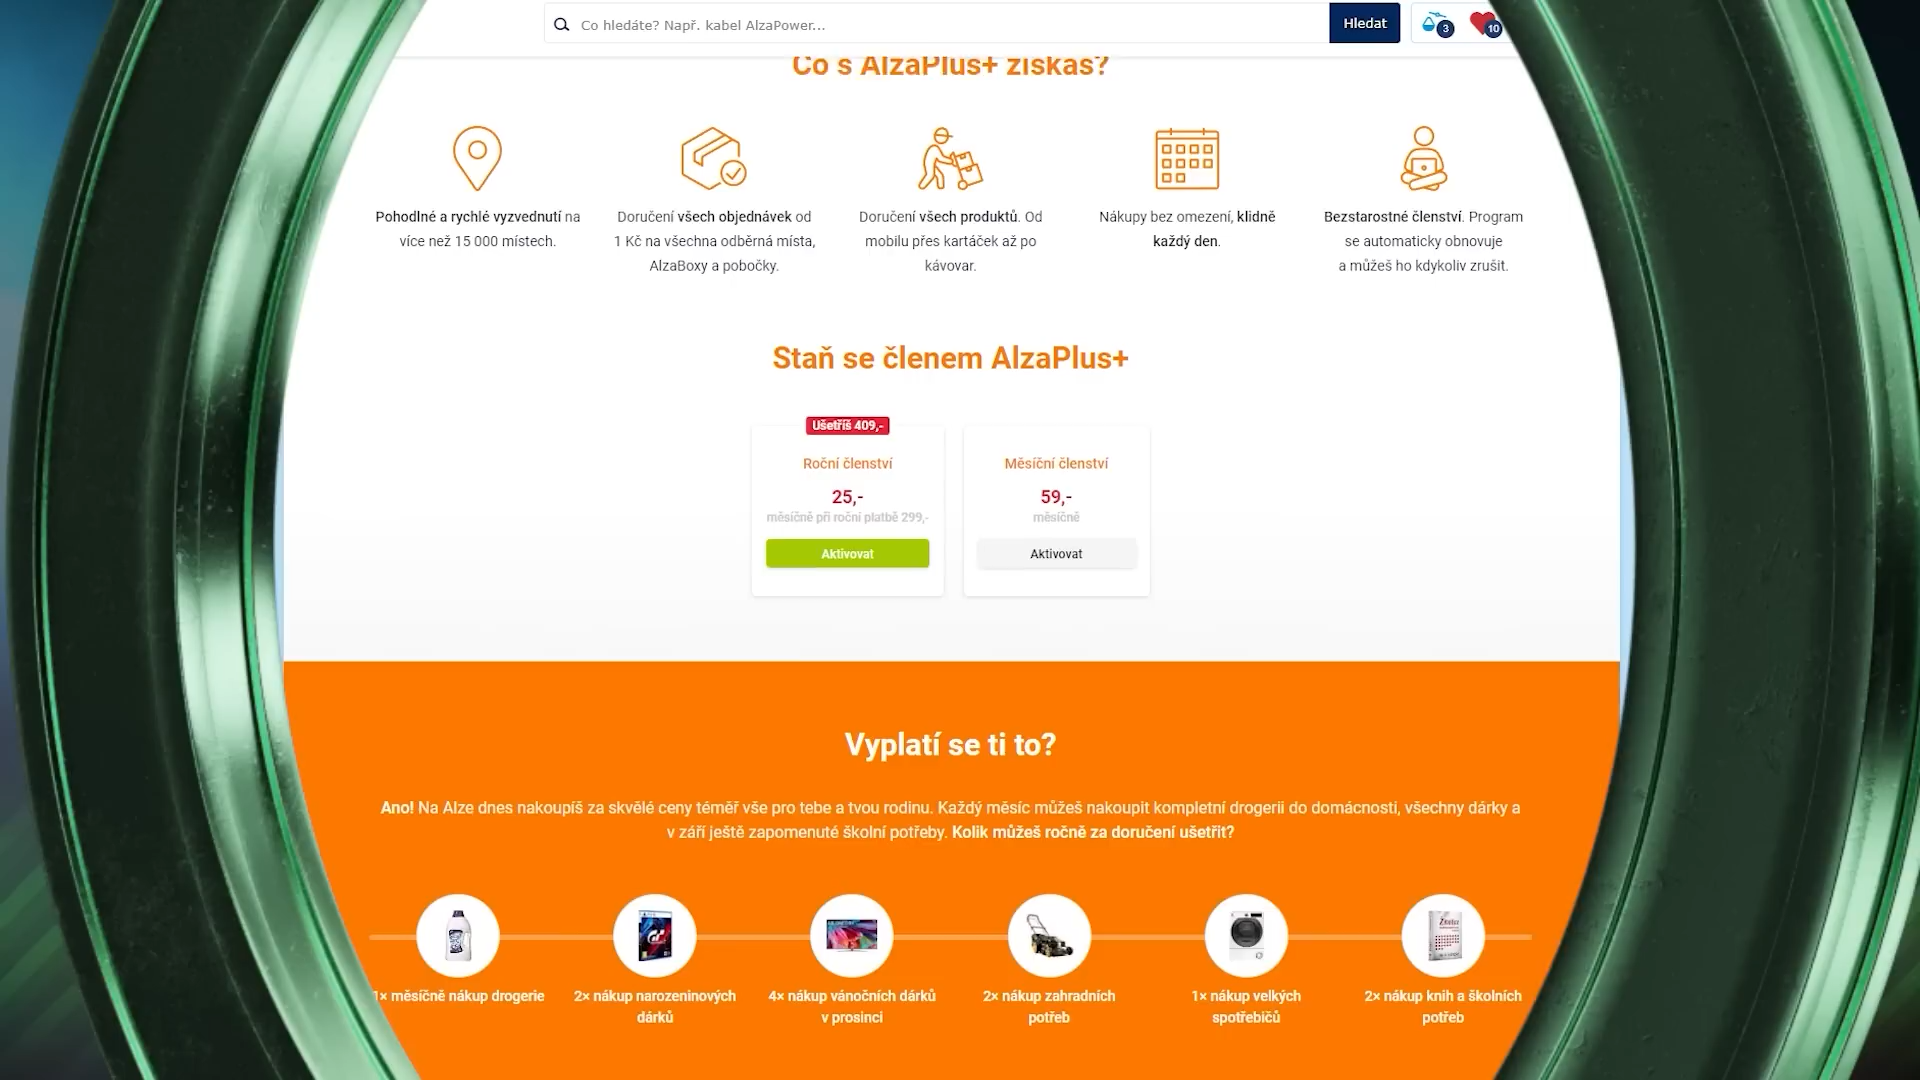 Co hledáte? Např. kabel AlzaPower...
Hledat
3
10
Co s AlzaPlus+ získáš?
Pohodlné a rychlé vyzvednutí na
více než 15 000 místech.
Doručení všech objednávek od
1 Kč na všechna odběrná místa,
AlzaBoxy a pobočky.
Doručení všech produktů. Od
mobilu přes kartáček až po
kávovar.
Nákupy bez omezení, klidně
každý den.
Bezstarostné členství. Program
se automaticky obnovuje
a můžeš ho kdykoliv zrušit.
Staň se členem AlzaPlus+
Ušetříš 409,-
Roční členství
25,-
měsíčně při roční platbě 299,-
Aktivovat
Měsíční členství
59,-
měsíčně
Aktivovat
Vyplatí se ti to?
Ano! Na Alze dnes nakoupíš za skvělé ceny téměř vše pro tebe a tvou rodinu. Každý měsíc můžeš nakoupit kompletní drogerii do domácnosti, všechny dárky a
v září ještě zapomenuté školní potřeby. Kolik můžeš ročně za doručení ušetřit?
1× měsíčně nákup drogerie
2× nákup narozeninových
dárků
4× nákup vánočních dárků
v prosinci
2× nákup zahradních
potřeb
1× nákup velkých
spotřebičů
2× nákup knih a školních
potřeb